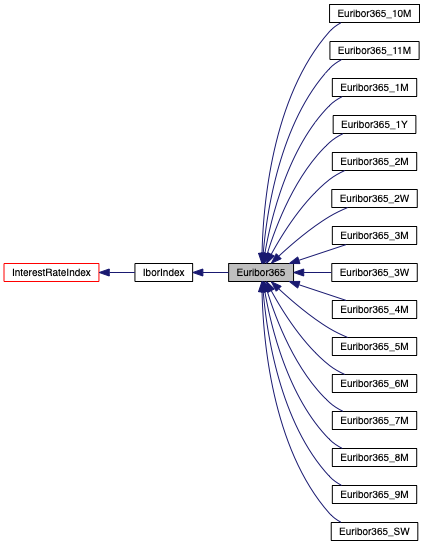 Euribor365_10M
Euribor365_11M
Euribor365_1M
Euribor365_1Y
Euribor365_2M
Euribor365_2W
Euribor365_3M
InterestRateIndex
IborIndex
Euribor365
Euribor365_3W
Euribor365_4M
Euribor365_5M
Euribor365_6M
Euribor365_7M
Euribor365_8M
Euribor365_9M
Euribor365_SW